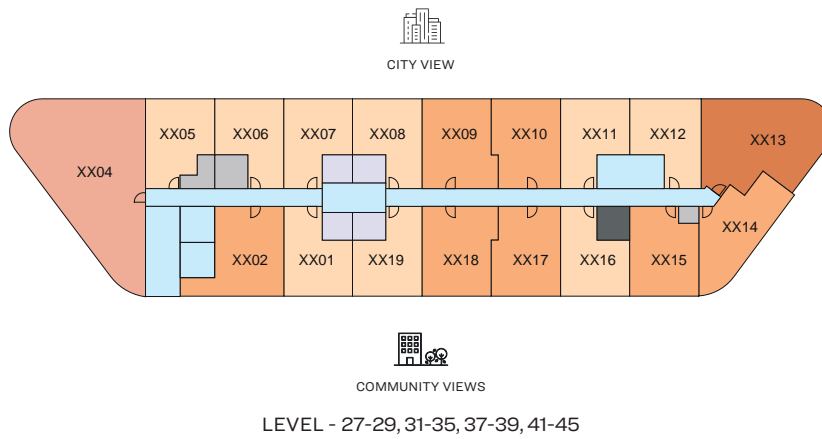 CITY VIEW
XX04
XX05
XX06
XX07
XX08
XX09
XX10
XX11
XX12
XX13
XX14
XX02
XX01
XX19
XX18
XX17
XX16
XX15
COMMUNITY VIEWS
LEVEL - 27-29, 31-35, 37-39, 41-45